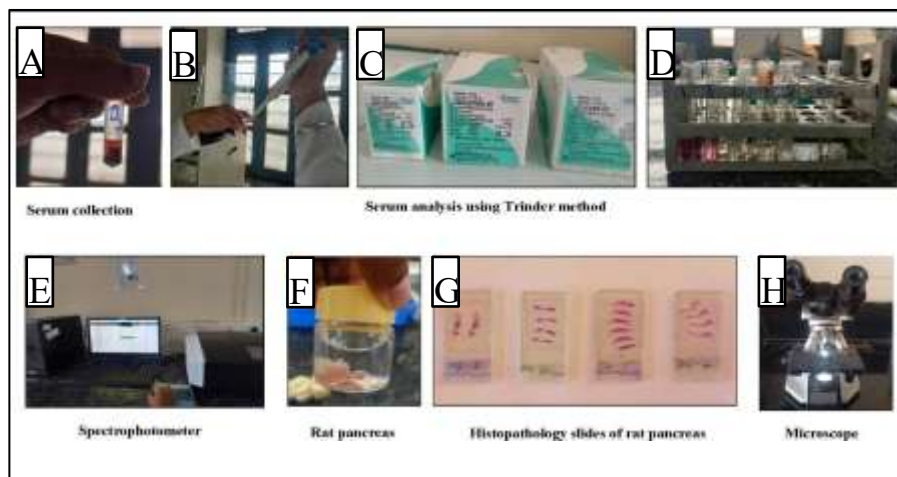 A
B
C
D
Serum collection
Serum analysis using Trinder method
E
F
G
H
Spectrophotometer
Rat pancreas
Histopathology slides of rat pancreas
Microscope